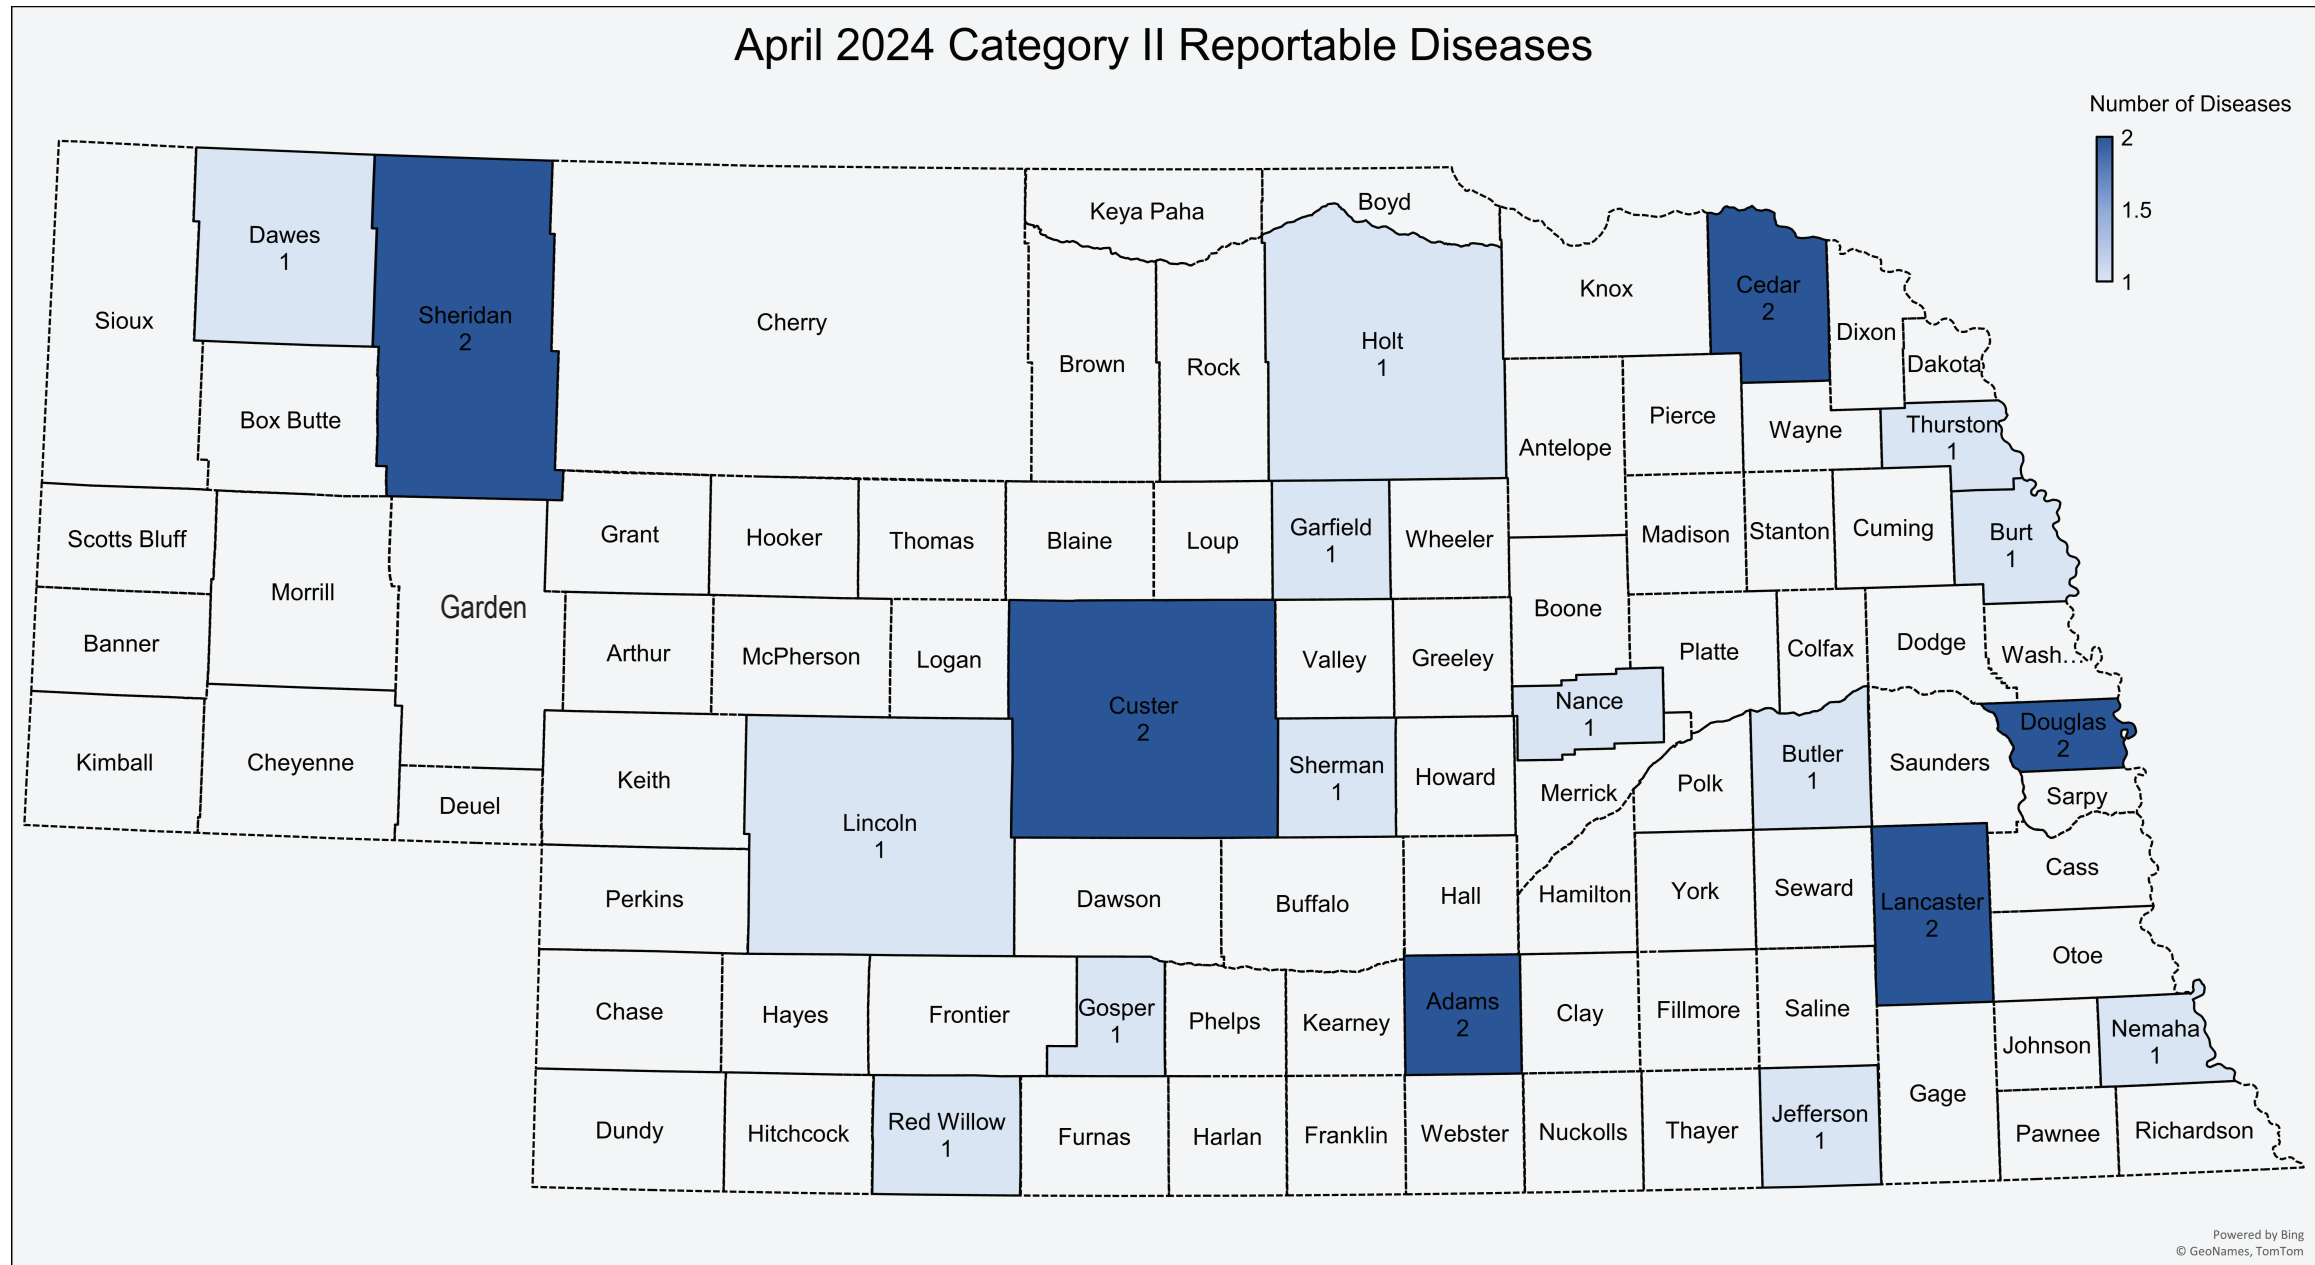 April 2024 Category II Reportable Diseases
Number of Diseases
2
1.5
1
Sioux
Dawes
1
Sheridan
2
Box Butte
Cherry
Keya Paha
Boyd
Brown
Rock
Holt
1
Knox
Cedar
2
Dixon
Dakota
Antelope
Pierce
Wayne
Thurston
1
Scotts Bluff
Morrill
Garden
Banner
Kimball
Cheyenne
Deuel
Grant
Hooker
Thomas
Blaine
Loup
Garfield
1
Wheeler
Madison
Stanton
Cuming
Burt
1
Boone
Arthur
McPherson
Logan
Custer
2
Valley
Greeley
Platte
Colfax
Dodge
Wash...
Nance
1
Keith
Lincoln
1
Sherman
1
Howard
Merrick
Polk
Butler
1
Saunders
Douglas
2
Sarpy
Perkins
Dawson
Buffalo
Hall
Hamilton
York
Seward
Lancaster
2
Cass
Otoe
Chase
Hayes
Frontier
Gosper
1
Phelps
Kearney
Adams
2
Clay
Fillmore
Saline
Johnson
Nemaha
1
Gage
Dundy
Hitchcock
Red Willow
1
Furnas
Harlan
Franklin
Webster
Nuckolls
Thayer
Jefferson
1
Pawnee
Richardson
Powered by Bing
© GeoNames, TomTom